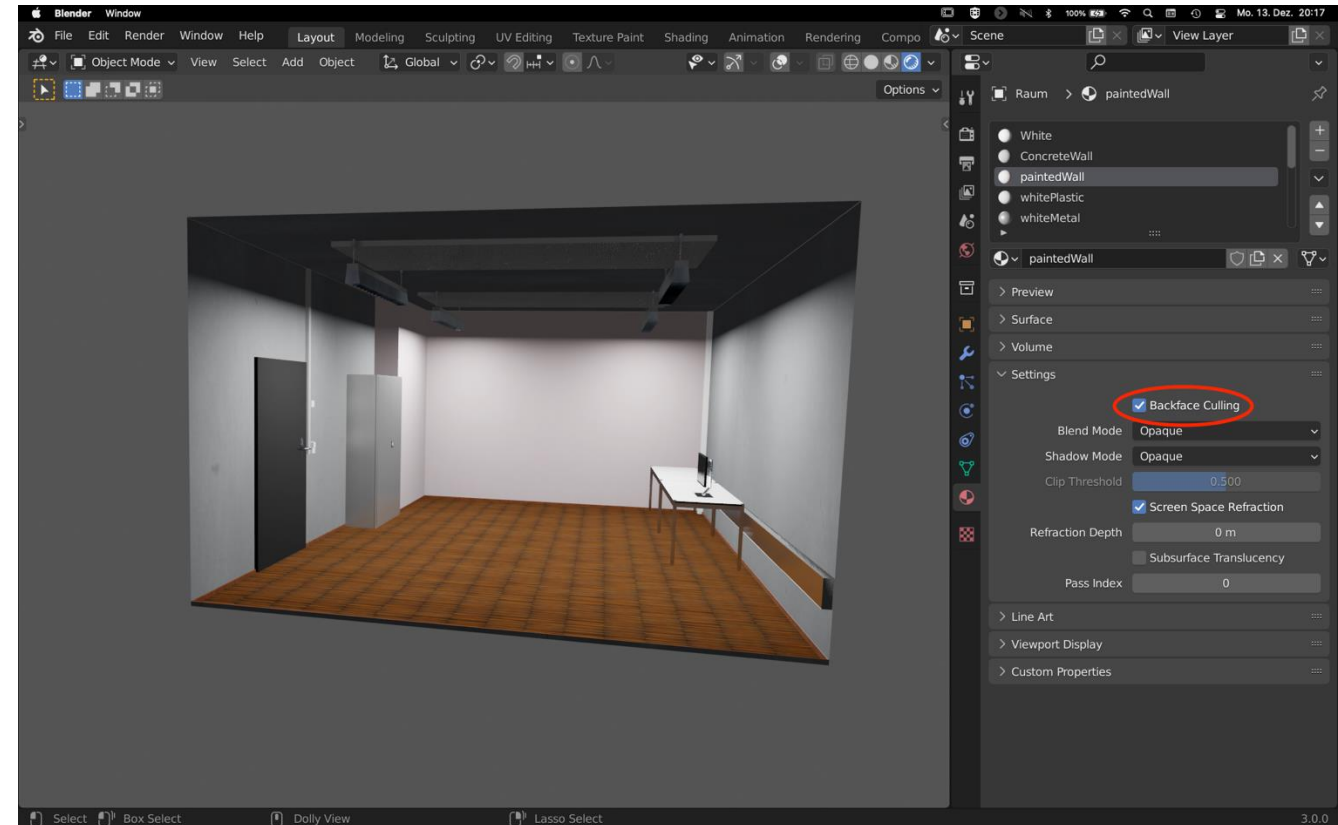 Blender Window 100% Mo. 13. Dez. 20:17
File Edit Render Window Help Layout Modeling Sculpting UV Editing Texture Paint Shading Animation Rendering Compo Scene View Layer
Object Mode View Select Add Object Global
Options
Raum > paintedWall
White
ConcreteWall
paintedWall
whitePlastic
whiteMetal
paintedWall
Preview
Surface
Volume
Settings
Backface Culling
Blend Mode Opaque
Shadow Mode Opaque
Clip Threshold 0.500
Screen Space Refraction
Refraction Depth 0 m
Subsurface Translucency
Pass Index 0
Line Art
Viewport Display
Custom Properties
Select Box Select Dolly View Lasso Select 3.0.0